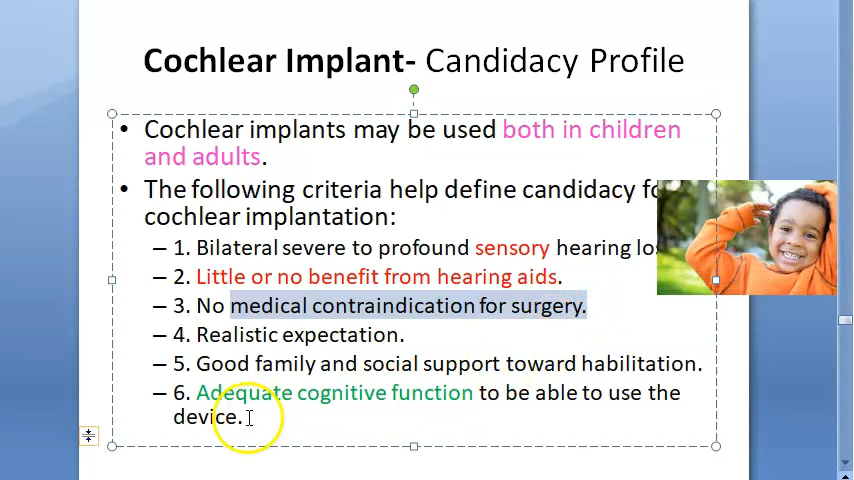 Cochlear Implant- Candidacy Profile
• Cochlear implants may be used both in children
and adults.
• The following criteria help define candidacy fo
cochlear implantation:
– 1. Bilateral severe to profound sensory hearing lo
– 2. Little or no benefit from hearing aids.
– 3. No medical contraindication for surgery.
– 4. Realistic expectation.
– 5. Good family and social support toward habilitation.
– 6. Adequate cognitive function to be able to use the
device.